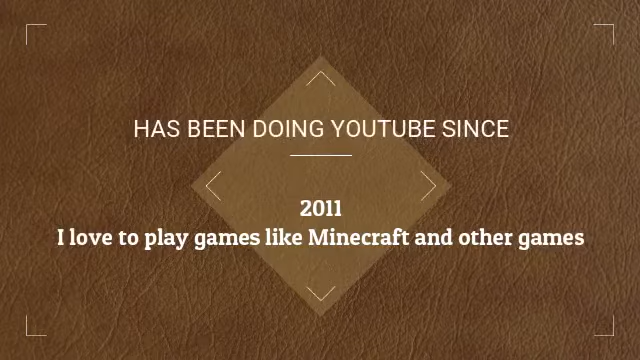 HAS BEEN DOING YOUTUBE SINCE
2011
I love to play games like Minecraft and other games